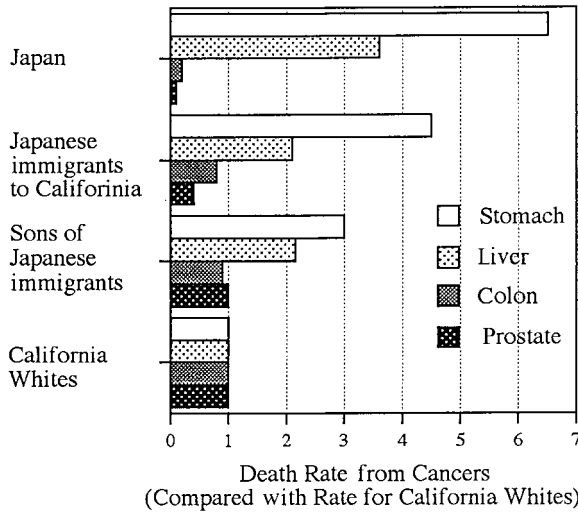 Japan
Japanese
immigrants
to Califorinia
Sons of
Japanese
immigrants
California
Whites
Stomach
Liver
Colon
Prostate
0 1 2 3 4 5 6 7
Death Rate from Cancers
(Compared with Rate for California Whites)